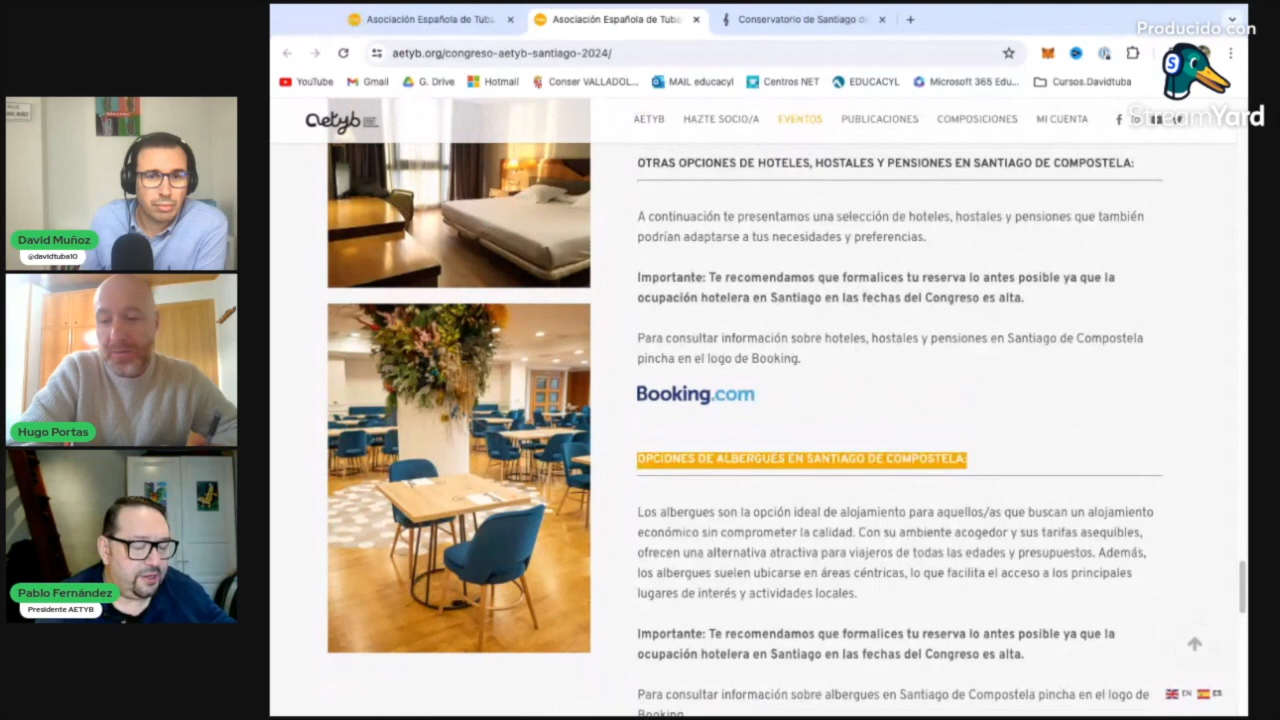 Asociación Española de Tuba
Asociación Española de Tuba
Conservatorio de Santiago d
Producido con
StreamYard
aetyb.org/congreso-aetyb-santiago-2024/
YouTube
Gmail
G. Drive
Hotmail
Conser VALLADOL...
MAIL educacyl
Centros NET
EDUCACYL
Microsoft 365 Edu...
Cursos.Davidtuba
aetyb
AETYB
HAZTE SOCIO/A
EVENTOS
PUBLICACIONES
COMPOSICIONES
MI CUENTA
David Muñoz
@davidtuba10
Hugo Portas
Pablo Fernández
Presidente AETYB
OTRAS OPCIONES DE HOTELES, HOSTALES Y PENSIONES EN SANTIAGO DE COMPOSTELA:
A continuación te presentamos una selección de hoteles, hostales y pensiones que también
podrían adaptarse a tus necesidades y preferencias.
Importante: Te recomendamos que formalices tu reserva lo antes posible ya que la
ocupación hotelera en Santiago en las fechas del Congreso es alta.
Para consultar información sobre hoteles, hostales y pensiones en Santiago de Compostela
pincha en el logo de Booking.
Booking.com
OPCIONES DE ALBERGUES EN SANTIAGO DE COMPOSTELA:
Los albergues son la opción ideal de alojamiento para aquellos/as que buscan un alojamiento
económico sin comprometer la calidad. Con su ambiente acogedor y sus tarifas asequibles,
ofrecen una alternativa atractiva para viajeros de todas las edades y presupuestos. Además,
los albergues suelen ubicarse en áreas céntricas, lo que facilita el acceso a los principales
lugares de interés y actividades locales.
Importante: Te recomendamos que formalices tu reserva lo antes posible ya que la
ocupación hotelera en Santiago en las fechas del Congreso es alta.
Para consultar información sobre albergues en Santiago de Compostela pincha en el logo de
Booking.
EN
ES